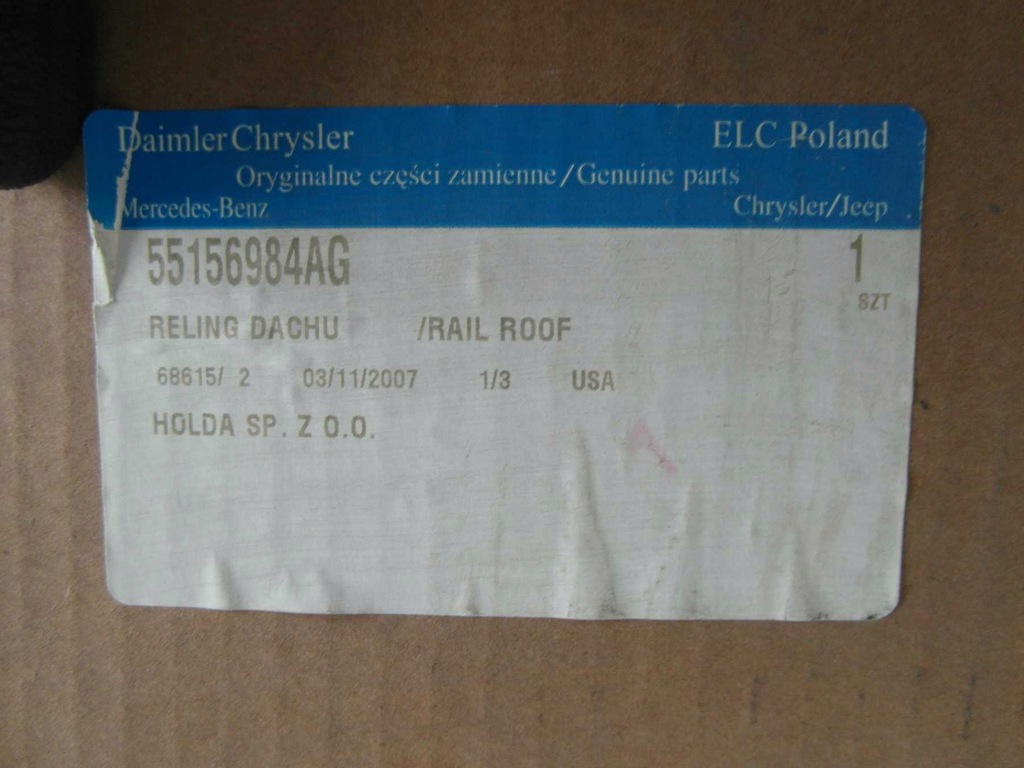 DaimlerChrysler ELC Poland
Oryginalne części zamienne/Genuine parts
Mercedes-Benz Chrysler/Jeep
55156984AG 1
SZT
RELING DACHU /RAIL ROOF
68615/ 2 03/11/2007 1/3 USA
HOLDA SP. Z O.O.